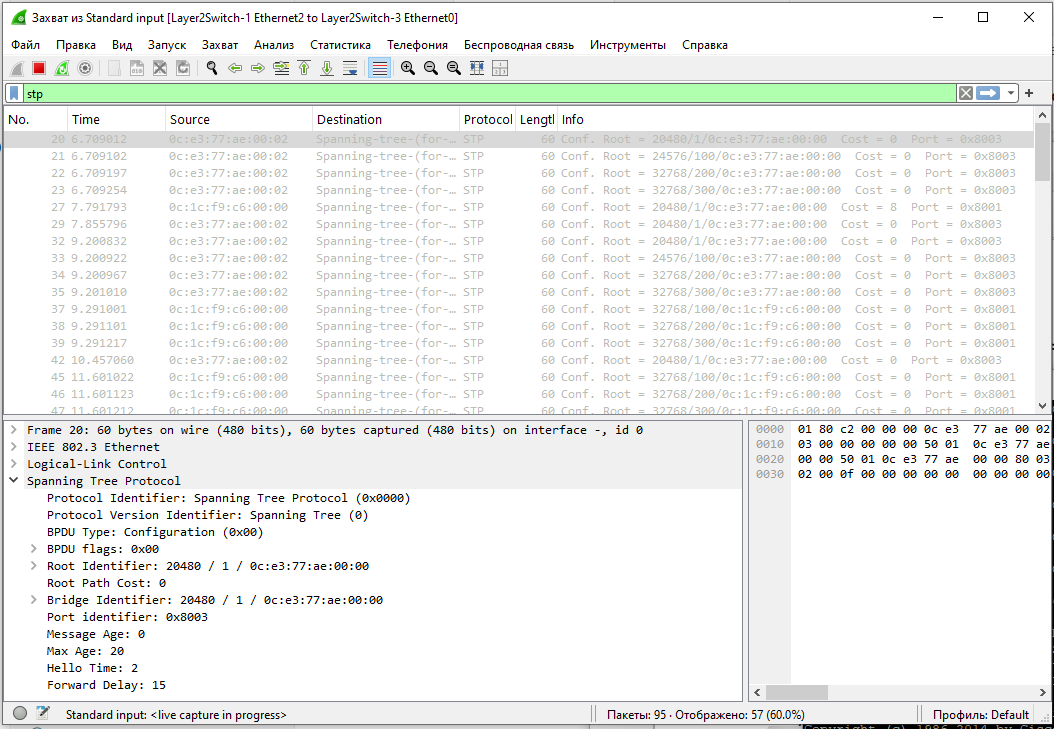 Захват из Standard input [Layer2Switch-1 Ethernet2 to Layer2Switch-3 Ethernet0]
Файл Правка Вид Запуск Захват Анализ Статистика Телефония Беспроводная связь Инструменты Справка
stp
No. Time Source Destination Protocol Lengtl Info
20 6.709012 0c:e3:77:ae:00:02 Spanning-tree-(for-… STP 60 Conf. Root = 20480/1/0c:e3:77:ae:00:00 Cost = 0 Port = 0x8003
21 6.709102 0c:e3:77:ae:00:02 Spanning-tree-(for-… STP 60 Conf. Root = 24576/100/0c:e3:77:ae:00:00 Cost = 0 Port = 0x8003
22 6.709197 0c:e3:77:ae:00:02 Spanning-tree-(for-… STP 60 Conf. Root = 32768/200/0c:e3:77:ae:00:00 Cost = 0 Port = 0x8003
23 6.709254 0c:e3:77:ae:00:02 Spanning-tree-(for-… STP 60 Conf. Root = 32768/300/0c:e3:77:ae:00:00 Cost = 0 Port = 0x8003
27 7.791793 0c:1c:f9:c6:00:00 Spanning-tree-(for-… STP 60 Conf. Root = 20480/1/0c:e3:77:ae:00:00 Cost = 8 Port = 0x8001
29 7.855796 0c:e3:77:ae:00:02 Spanning-tree-(for-… STP 60 Conf. Root = 20480/1/0c:e3:77:ae:00:00 Cost = 0 Port = 0x8003
32 9.200832 0c:e3:77:ae:00:02 Spanning-tree-(for-… STP 60 Conf. Root = 20480/1/0c:e3:77:ae:00:00 Cost = 0 Port = 0x8003
33 9.200922 0c:e3:77:ae:00:02 Spanning-tree-(for-… STP 60 Conf. Root = 24576/100/0c:e3:77:ae:00:00 Cost = 0 Port = 0x8003
34 9.200967 0c:e3:77:ae:00:02 Spanning-tree-(for-… STP 60 Conf. Root = 32768/200/0c:e3:77:ae:00:00 Cost = 0 Port = 0x8003
35 9.201010 0c:e3:77:ae:00:02 Spanning-tree-(for-… STP 60 Conf. Root = 32768/300/0c:e3:77:ae:00:00 Cost = 0 Port = 0x8003
37 9.291001 0c:1c:f9:c6:00:00 Spanning-tree-(for-… STP 60 Conf. Root = 32768/100/0c:1c:f9:c6:00:00 Cost = 0 Port = 0x8001
38 9.291101 0c:1c:f9:c6:00:00 Spanning-tree-(for-… STP 60 Conf. Root = 32768/200/0c:1c:f9:c6:00:00 Cost = 0 Port = 0x8001
39 9.291217 0c:1c:f9:c6:00:00 Spanning-tree-(for-… STP 60 Conf. Root = 32768/300/0c:1c:f9:c6:00:00 Cost = 0 Port = 0x8001
42 10.457060 0c:e3:77:ae:00:02 Spanning-tree-(for-… STP 60 Conf. Root = 20480/1/0c:e3:77:ae:00:00 Cost = 0 Port = 0x8003
45 11.601022 0c:1c:f9:c6:00:00 Spanning-tree-(for-… STP 60 Conf. Root = 32768/100/0c:1c:f9:c6:00:00 Cost = 0 Port = 0x8001
46 11.601123 0c:1c:f9:c6:00:00 Spanning-tree-(for-… STP 60 Conf. Root = 32768/200/0c:1c:f9:c6:00:00 Cost = 0 Port = 0x8001
47 11.601212 0c:1c:f9:c6:00:00 Spanning-tree-(for-… STP 60 Conf. Root = 32768/300/0c:1c:f9:c6:00:00 Cost = 0 Port = 0x8001
Frame 20: 60 bytes on wire (480 bits), 60 bytes captured (480 bits) on interface -, id 0
IEEE 802.3 Ethernet
Logical-Link Control
Spanning Tree Protocol
Protocol Identifier: Spanning Tree Protocol (0x0000)
Protocol Version Identifier: Spanning Tree (0)
BPDU Type: Configuration (0x00)
BPDU flags: 0x00
Root Identifier: 20480 / 1 / 0c:e3:77:ae:00:00
Root Path Cost: 0
Bridge Identifier: 20480 / 1 / 0c:e3:77:ae:00:00
Port identifier: 0x8003
Message Age: 0
Max Age: 20
Hello Time: 2
Forward Delay: 15
0000 01 80 c2 00 00 00 0c e3 77 ae 00 02
0010 03 00 00 00 00 00 50 01 0c e3 77 ae
0020 00 00 50 01 0c e3 77 ae 00 00 80 03
0030 02 00 0f 00 00 00 00 00 00 00 00 00
Standard input: <live capture in progress>
Пакеты: 95 · Отображено: 57 (60.0%)
Профиль: Default